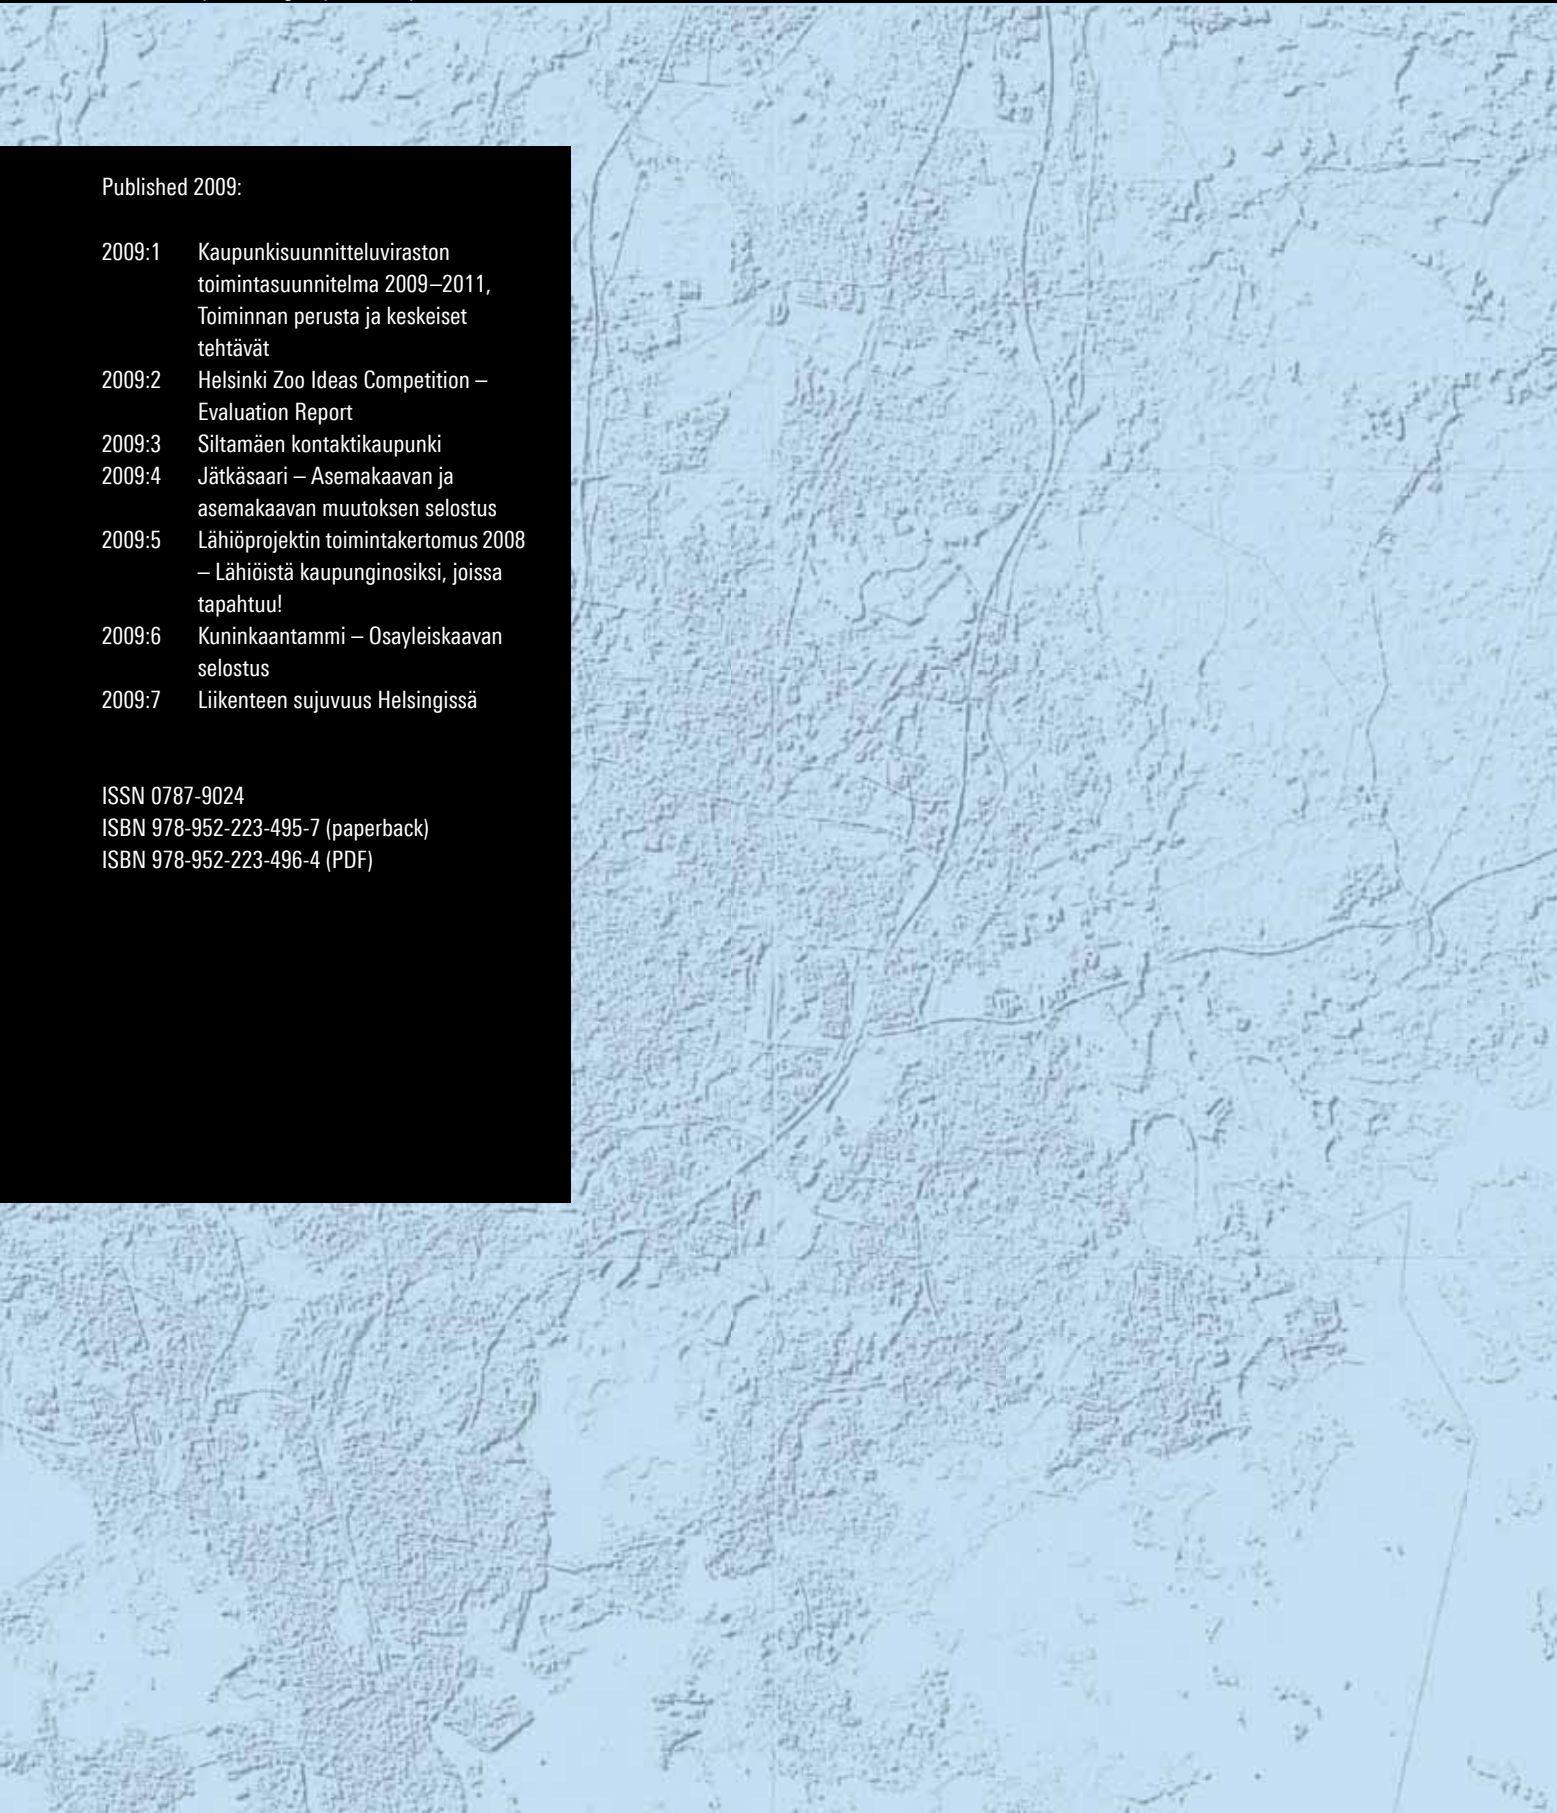 Published 2009:
2009:1 Kaupunkisuunnitteluviraston
toimintasuunnitelma 2009–2011,
Toiminnan perusta ja keskeiset
tehtävät
2009:2 Helsinki Zoo Ideas Competition –
Evaluation Report
2009:3 Siltamäen kontaktikaupunki
2009:4 Jätkäsaari – Asemakaavan ja
asemakaavan muutoksen selostus
2009:5 Lähiöprojektin toimintakertomus 2008
– Lähiöistä kaupunginosiksi, joissa
tapahtuu!
2009:6 Kuninkaantammi – Osayleiskaavan
selostus
2009:7 Liikenteen sujuvuus Helsingissä
ISSN 0787-9024
ISBN 978-952-223-495-7 (paperback)
ISBN 978-952-223-496-4 (PDF)